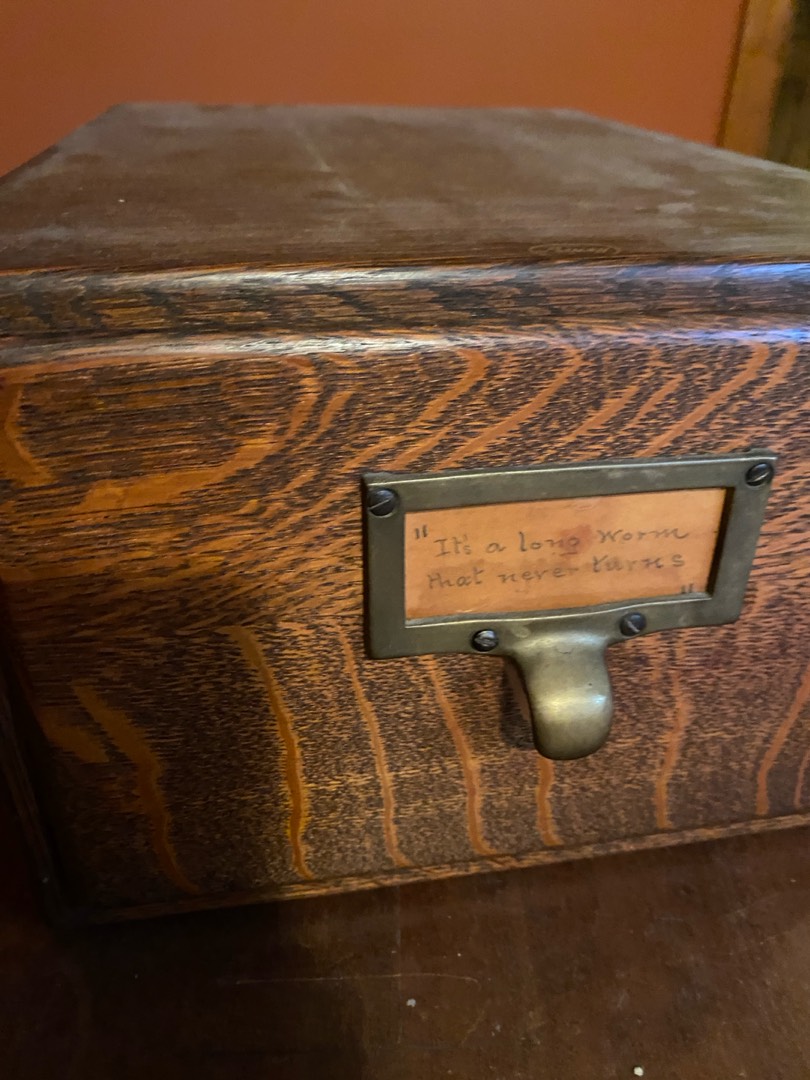 "It's a long worm
that never turns"